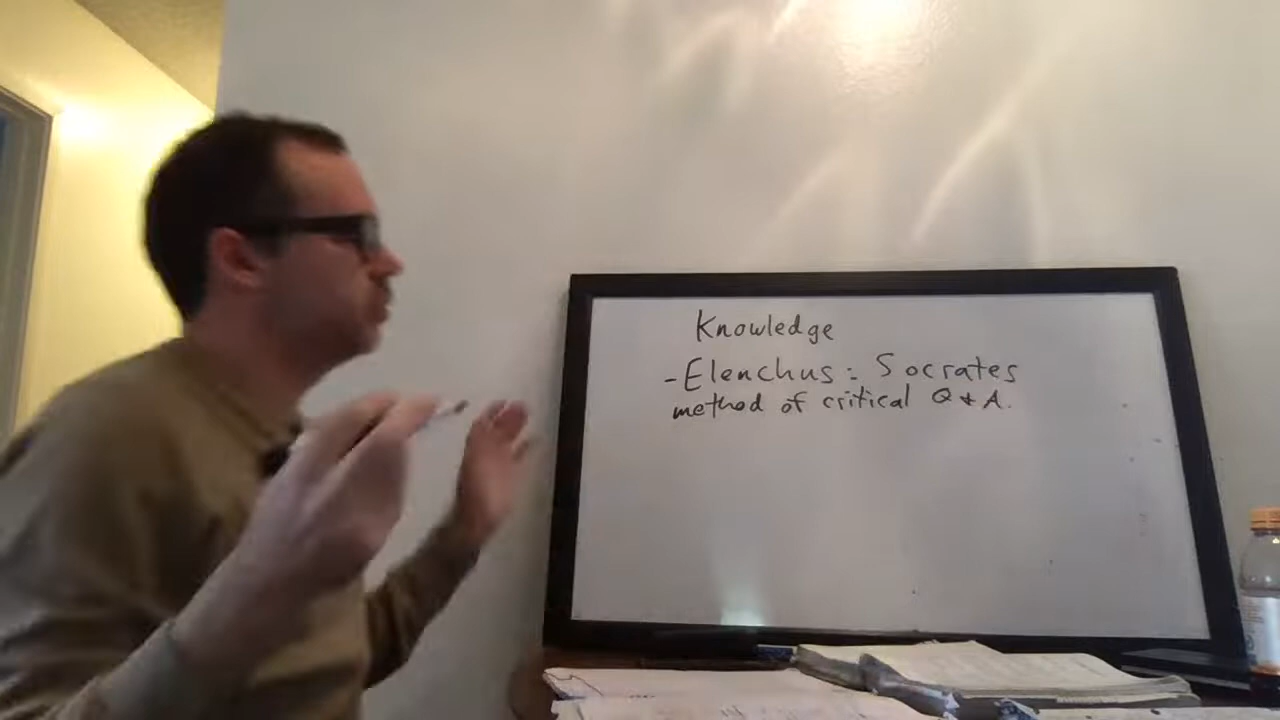 Knowledge
- Elenchus: Socrates
method of critical Q & A.